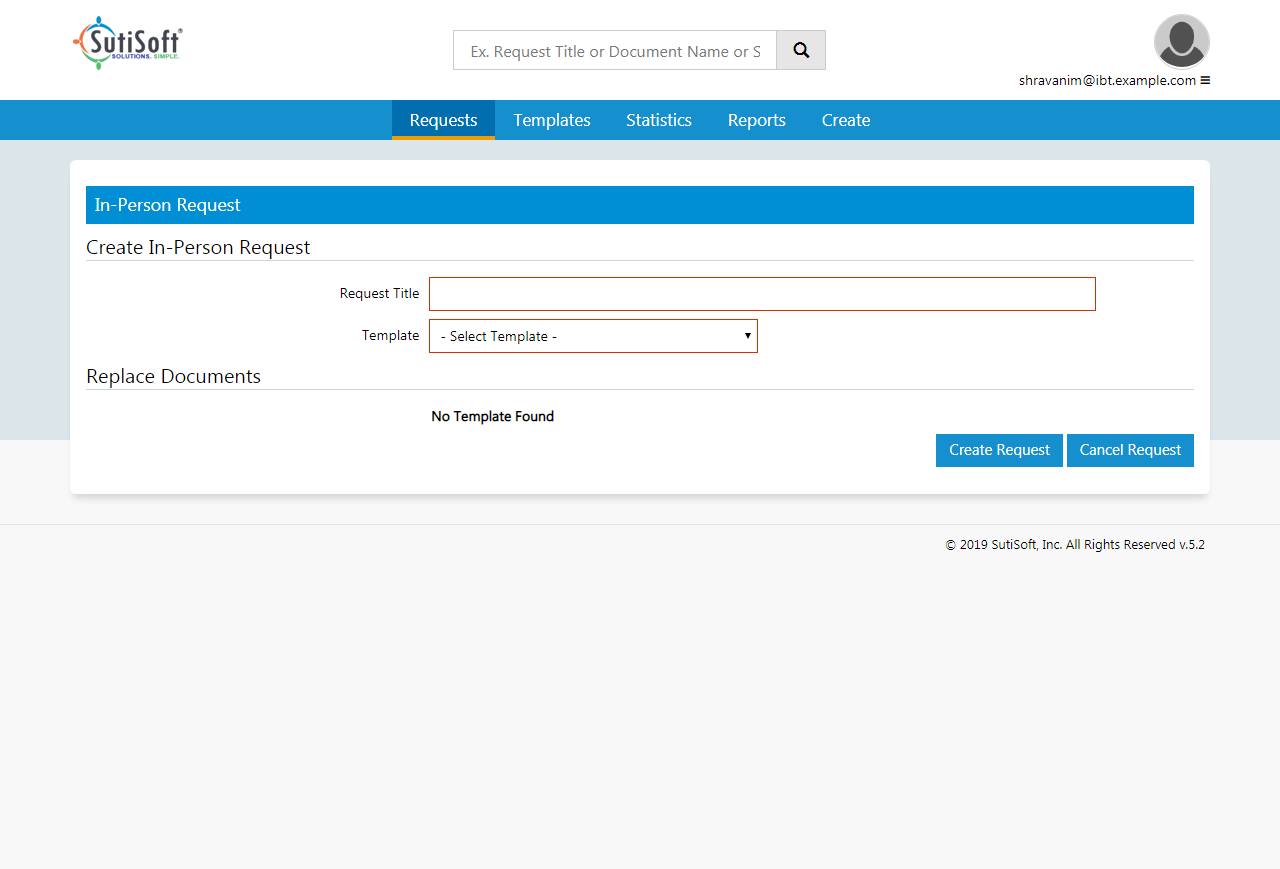 SutiSoft®
SOLUTIONS. SIMPLE.
Ex. Request Title or Document Name or S
shravanim@ibt.example.com ≡
Requests Templates Statistics Reports Create
In-Person Request
Create In-Person Request
Request Title
Template - Select Template -
Replace Documents
No Template Found
Create Request Cancel Request
© 2019 SutiSoft, Inc. All Rights Reserved v.5.2